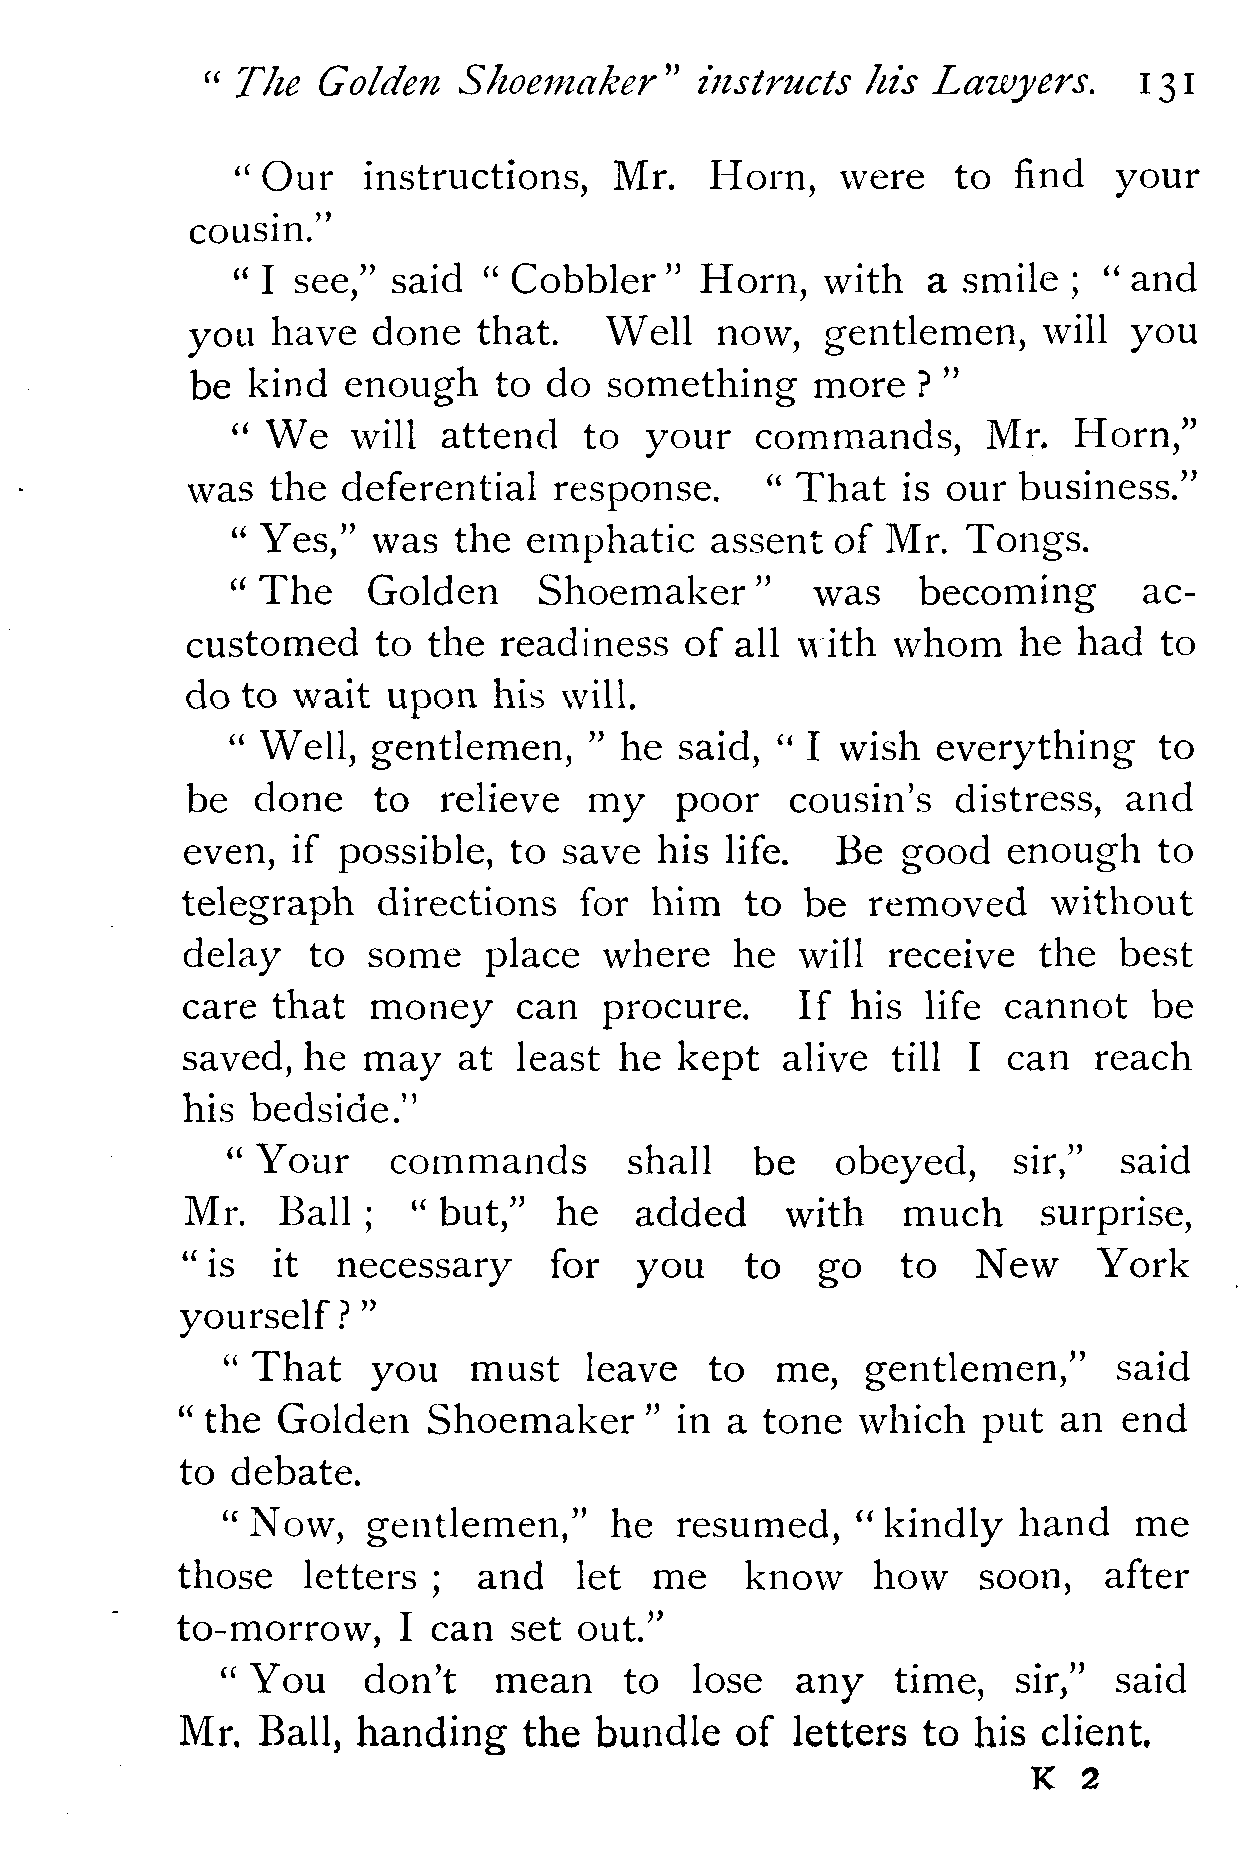 " The Golden Shoemaker" instructs his Lawyers. 131
" Our instructions, Mr. Horn, were to find your
cousin."
" I see," said " Cobbler" Horn, with a smile ; " and
you have done that. Well now, gentlemen, will you
be kind enough to do something more ? "
" We will attend to your commands, Mr. Horn,"
was the deferential response. " That is our business."
" Yes," was the emphatic assent of Mr. Tongs.
" The Golden Shoemaker " was becoming ac-
customed to the readiness of all with whom he had to
do to wait upon his will.
" Well, gentlemen, " he said, " I wish everything to
be done to relieve my poor cousin's distress, and
even, if possible, to save his life. Be good enough to
telegraph directions for him to be removed without
delay to some place where he will receive the best
care that money can procure. If his life cannot be
saved, he may at least he kept alive till I can reach
his bedside."
" Your commands shall be obeyed, sir," said
Mr. Ball ; " but," he added with much surprise,
" is it necessary for you to go to New York
yourself ? "
" That you must leave to me, gentlemen," said
" the Golden Shoemaker " in a tone which put an end
to debate.
" Now, gentlemen," he resumed, " kindly hand me
those letters ; and let me know how soon, after
to-morrow, I can set out."
" You don't mean to lose any time, sir," said
Mr. Ball, handing the bundle of letters to his client.
K 2